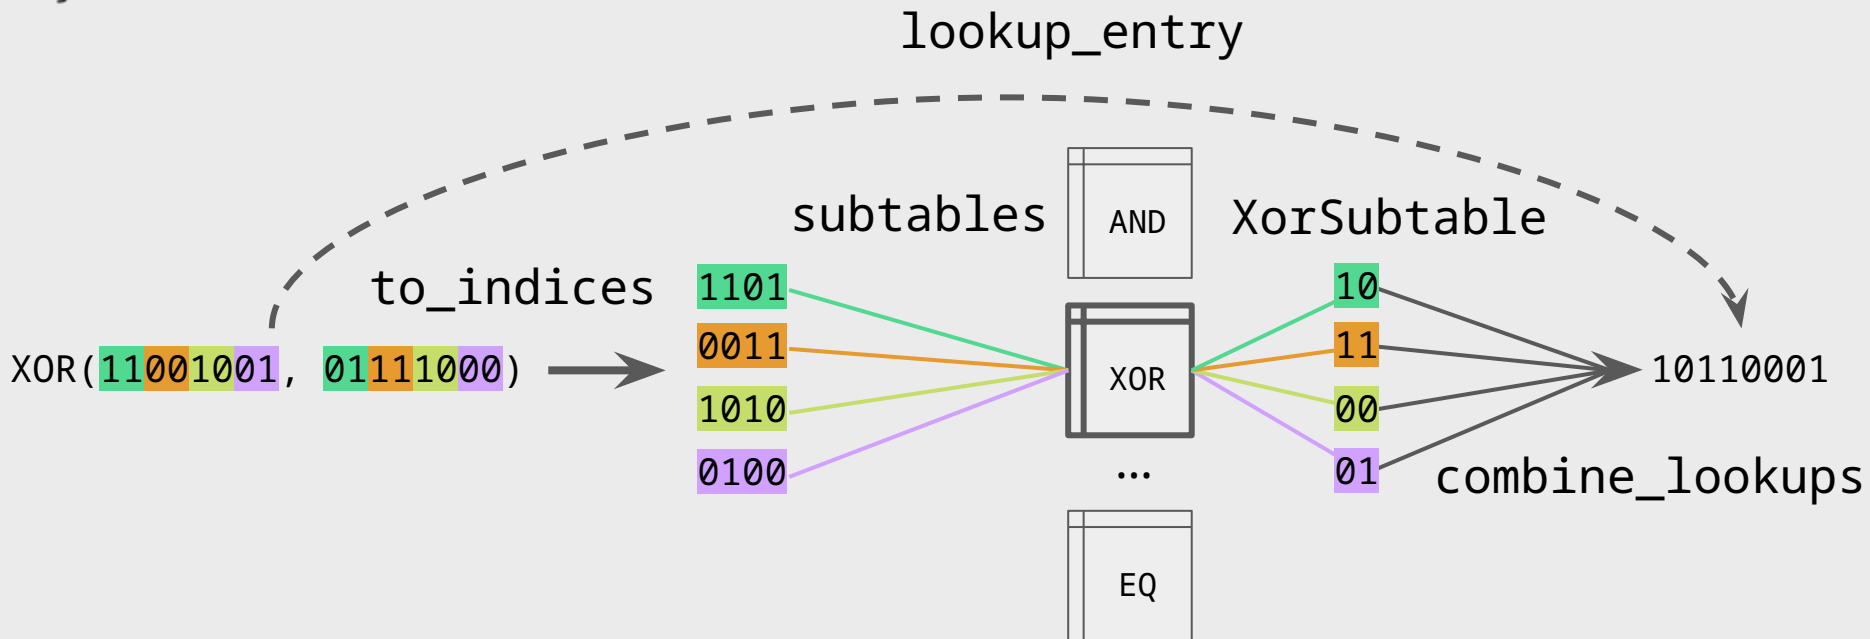 lookup_entry
subtables
AND
XorSubtable
to_indices
1101
0011
1010
0100
XOR(11001001, 01111000)
XOR
10
11
00
01
10110001
combine_lookups
...
EQ